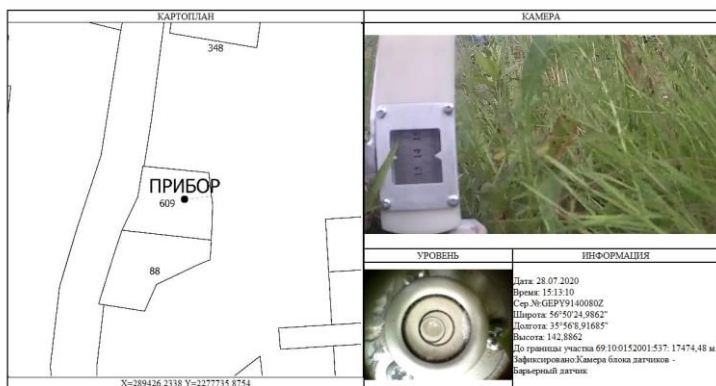 КАРТОПЛАН
КАМЕРА
348
ПРИБОР
609
88
13 14
УРОВЕНЬ
ИНФОРМАЦИЯ
Дата: 28.07.2020
Время: 15:13:10
Сер.№:GEPY9140080Z
Широта: 56°50'24,9862"
Долгота: 35°56'8,91685"
Высота: 142,8862
До границы участка 69:10:0152001:537: 17474,48 м
Зафиксировано:Камера блока датчиков -
Барьерный датчик
X=289426.2338 Y=2277735.8754